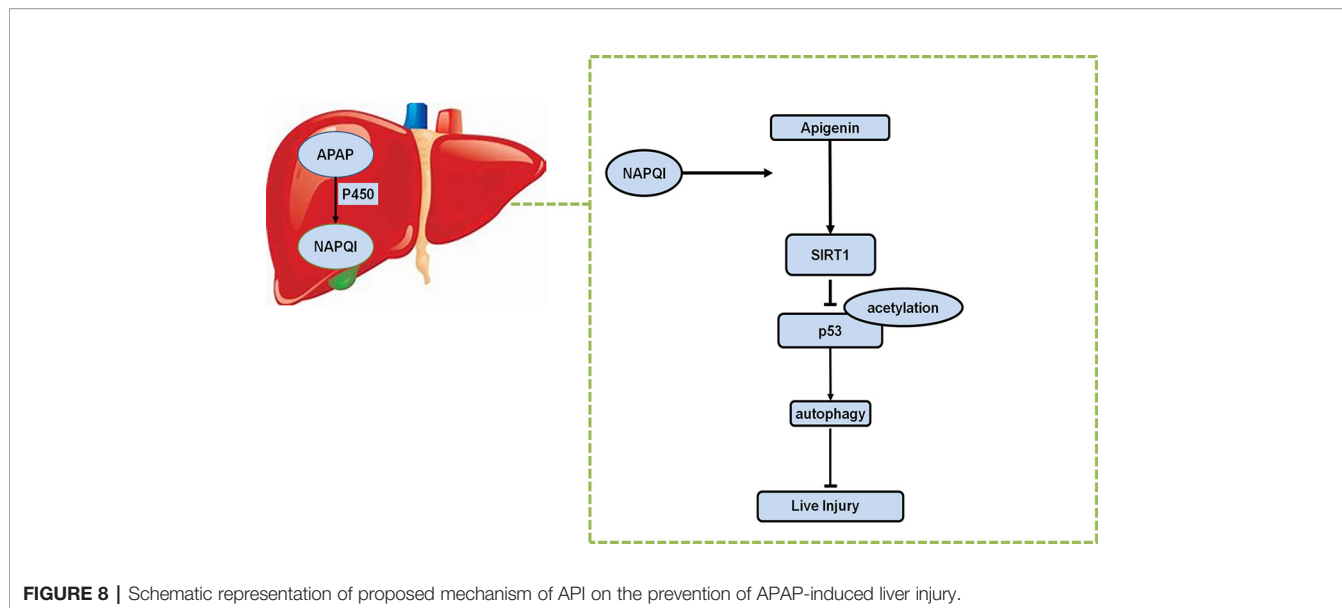 APAP
P450
NAPQI
NAPQI
Apigenin
SIRT1
acetylation
p53
autophagy
Live Injury
FIGURE 8 | Schematic representation of proposed mechanism of API on the prevention of APAP-induced liver injury.